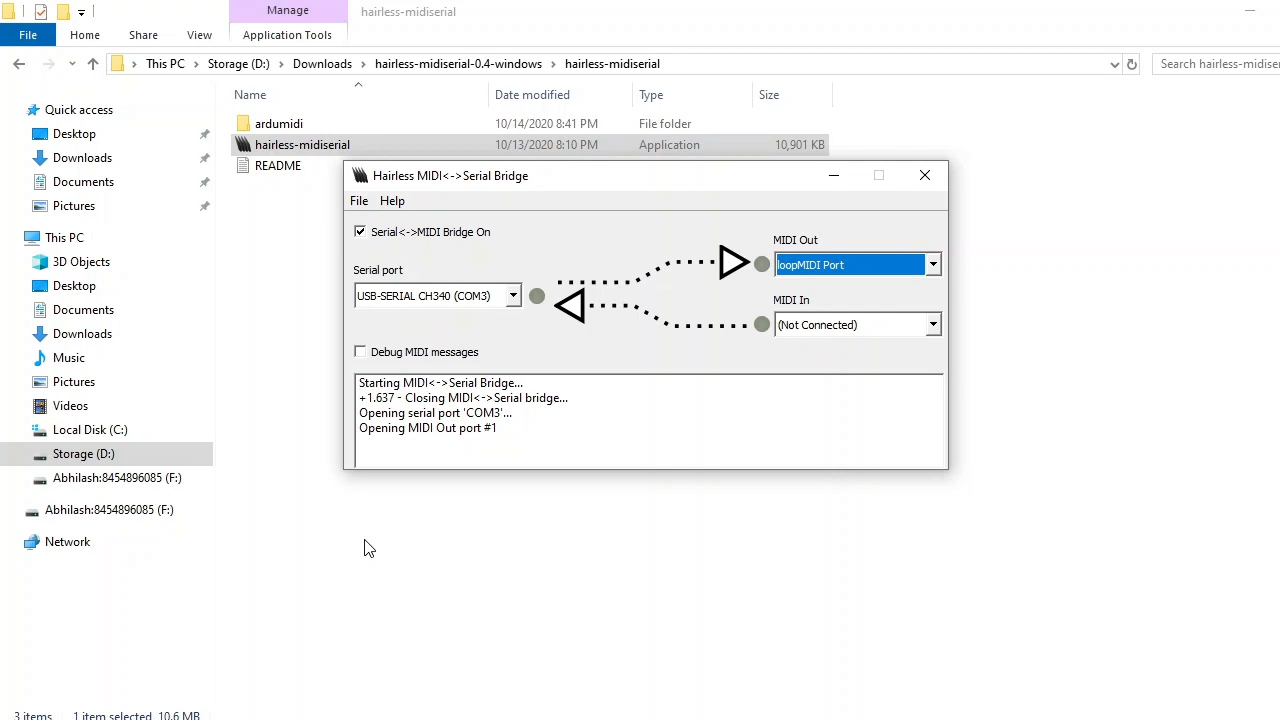 Manage
hairless-midiserial
File
Home
Share
View
Application Tools
This PC
Storage (D:)
Downloads
hairless-midiserial-0.4-windows
hairless-midiserial
Search hairless-midiser
Name
Date modified
Type
Size
ardumidi
10/14/2020 8:41 PM
File folder
hairless-midiserial
10/13/2020 8:10 PM
Application
10,901 KB
README
Quick access
Desktop
Downloads
Documents
Pictures
This PC
3D Objects
Desktop
Documents
Downloads
Music
Pictures
Videos
Local Disk (C:)
Storage (D:)
Abhilash:8454896085 (F:)
Abhilash:8454896085 (F:)
Network
Hairless MIDI<->Serial Bridge
File
Help
Serial<->MIDI Bridge On
Serial port
USB-SERIAL CH340 (COM3)
MIDI Out
loopMIDI Port
MIDI In
(Not Connected)
Debug MIDI messages
Starting MIDI<->Serial Bridge...
+1.637 - Closing MIDI<->Serial bridge...
Opening serial port 'COM3'...
Opening MIDI Out port #1
3 items
1 item selected 10.6 MB